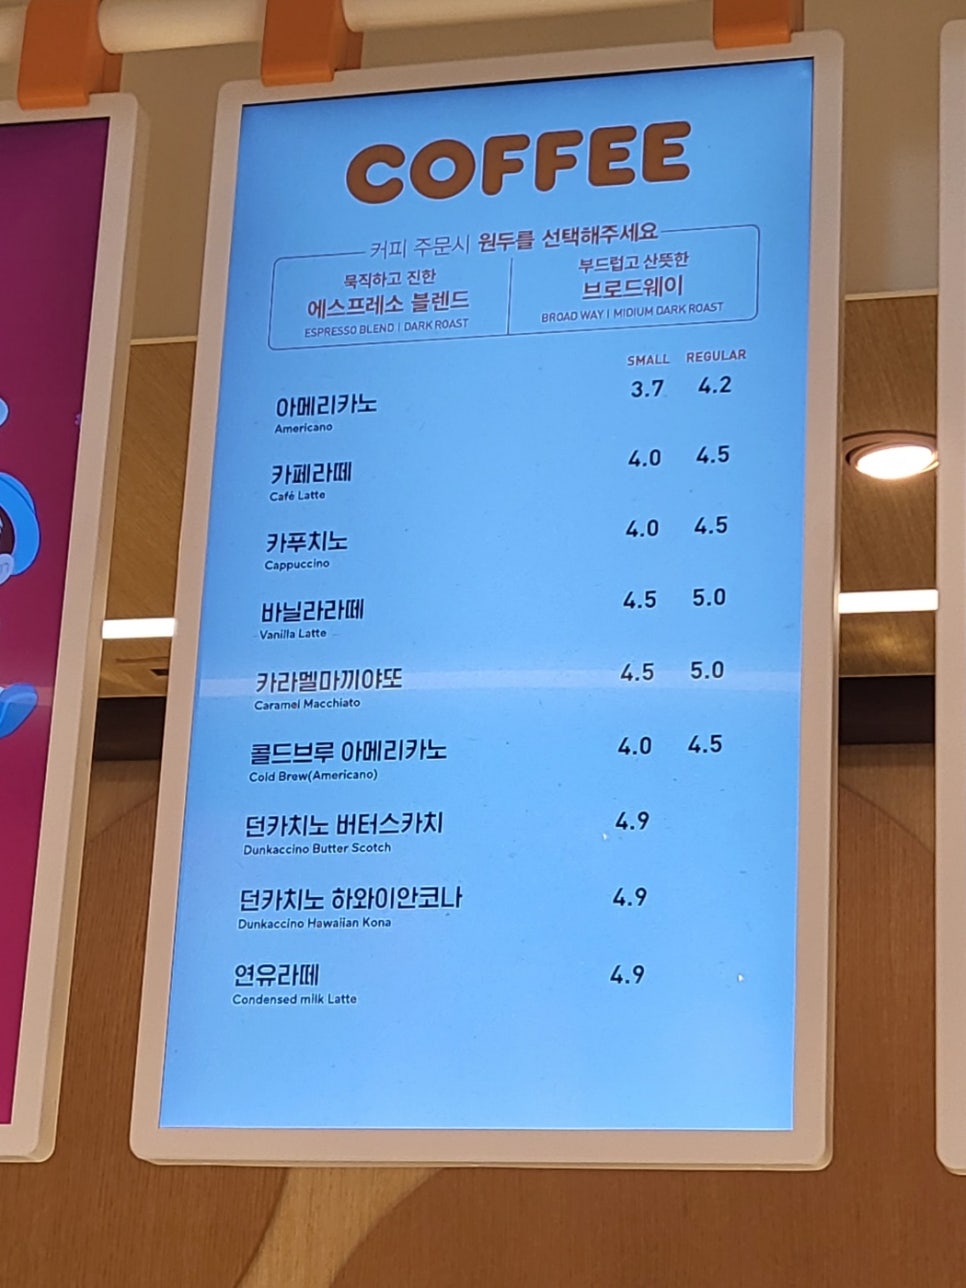 COFFEE
커피 주문시 원두를 선택해주세요
묵직하고 진한
에스프레소 블렌드
ESPRESSO BLEND | DARK ROAST
부드럽고 산뜻한
브로드웨이
BROAD WAY | MIDIUM DARK ROAST
SMALL REGULAR
아메리카노 3.7 4.2
Americano
카페라떼 4.0 4.5
Café Latte
카푸치노 4.0 4.5
Cappuccino
바닐라라떼 4.5 5.0
Vanilla Latte
카라멜마끼야또 4.5 5.0
Caramel Macchiato
콜드브루 아메리카노 4.0 4.5
Cold Brew(Americano)
던카치노 버터스카치 4.9
Dunkaccino Butter Scotch
던카치노 하와이안코나 4.9
Dunkaccino Hawaiian Kona
연유라떼 4.9
Condensed milk Latte